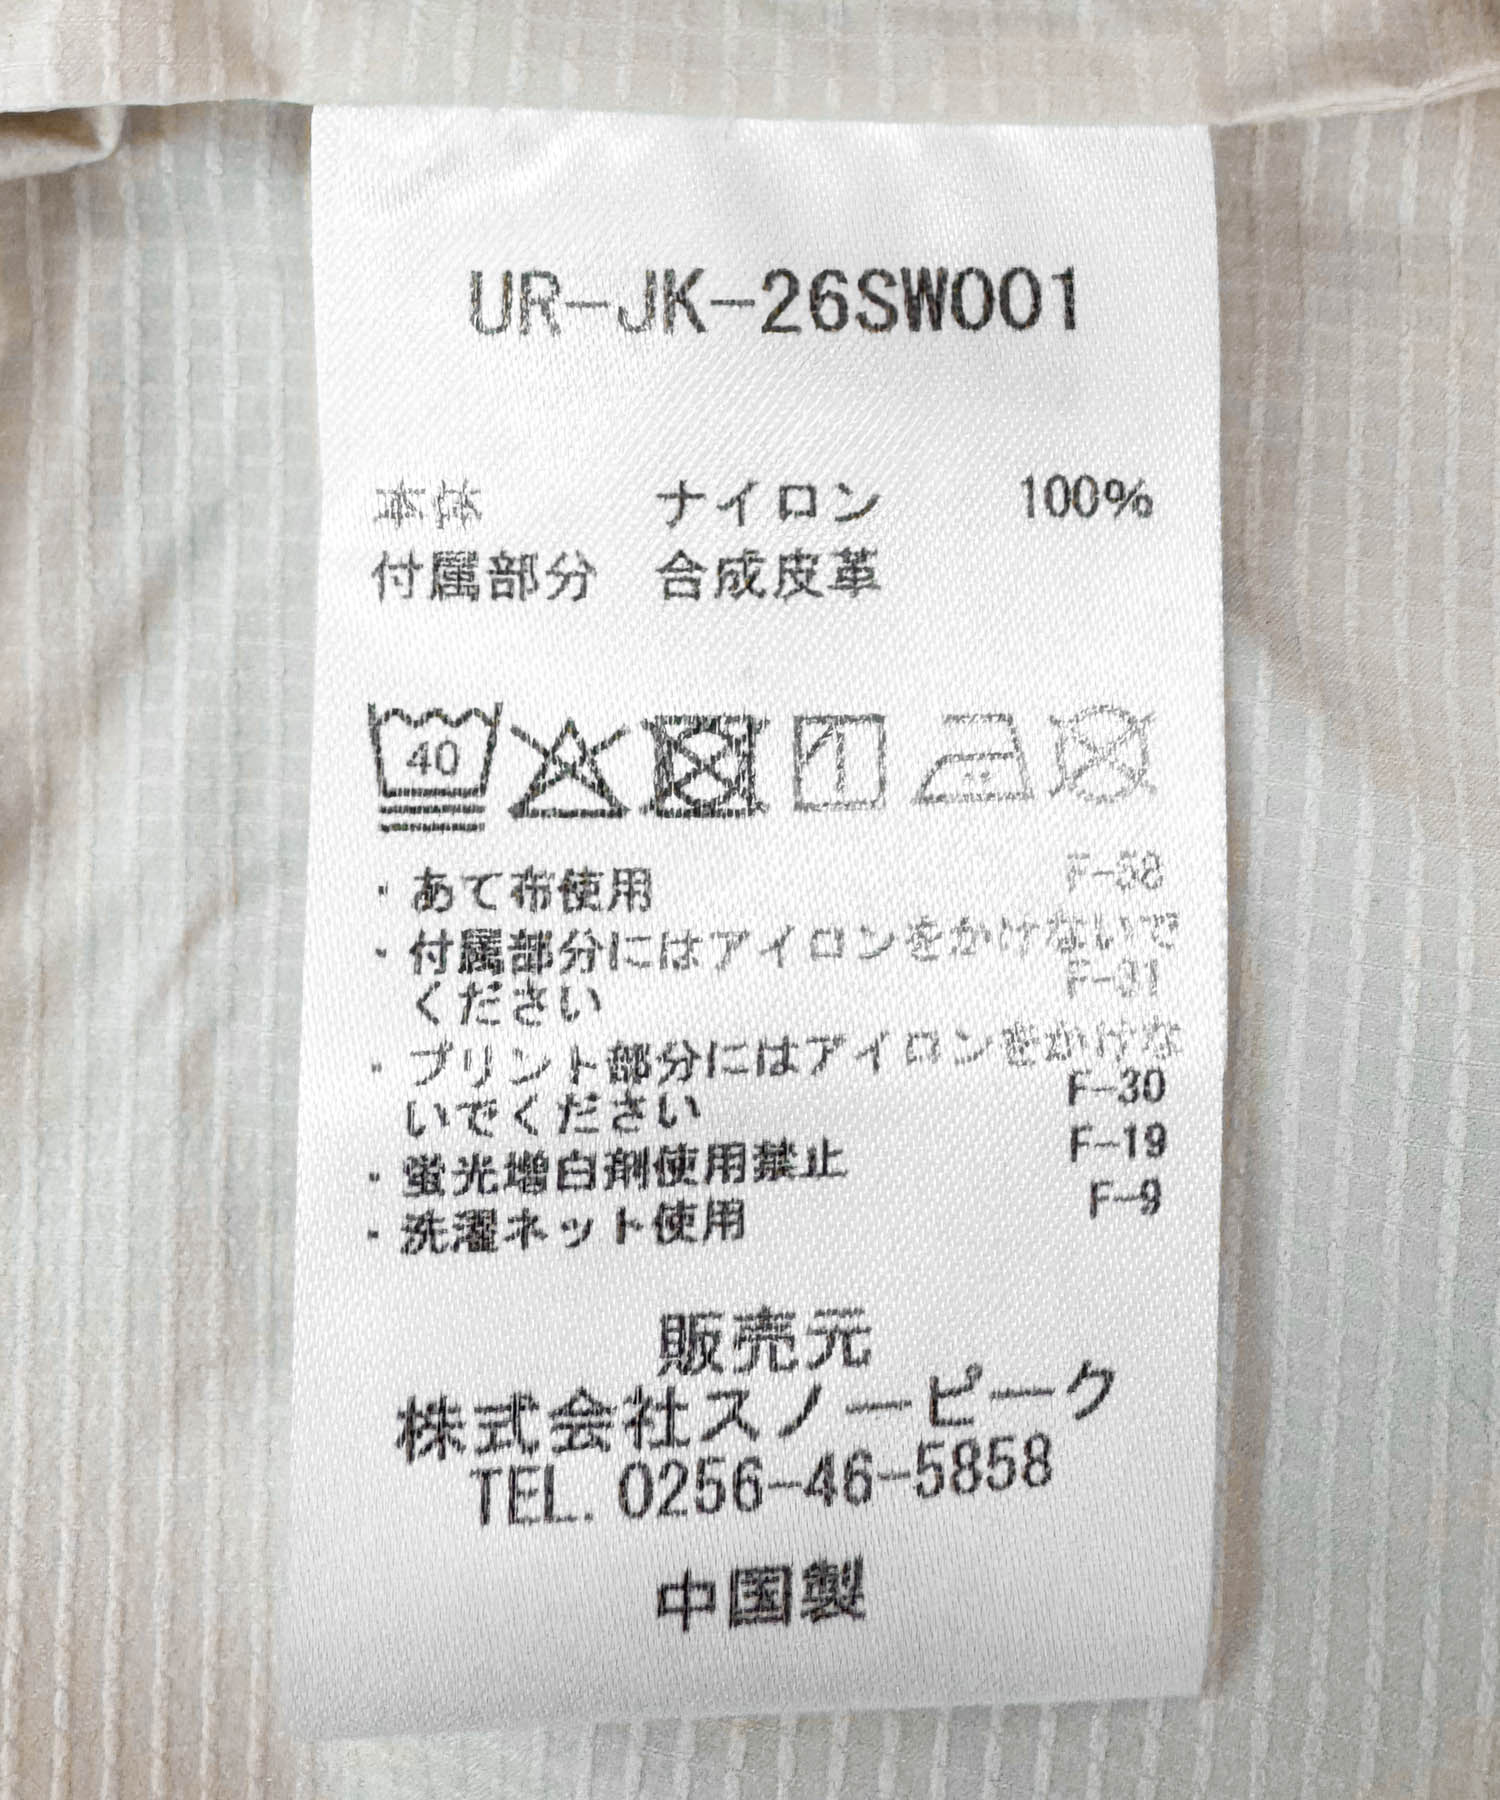 UR-JK-26SW001
本体 ナイロン 100%
付属部分 合成皮革
40
・あて布使用 F-58
・付属部分にはアイロンをかけないで
ください F-31
・プリント部分にはアイロンをかけな
いでください F-30
・蛍光増白剤使用禁止 F-19
・洗濯ネット使用 F-9
販売元
株式会社スノーピーク
TEL. 0256-46-5858
中国製